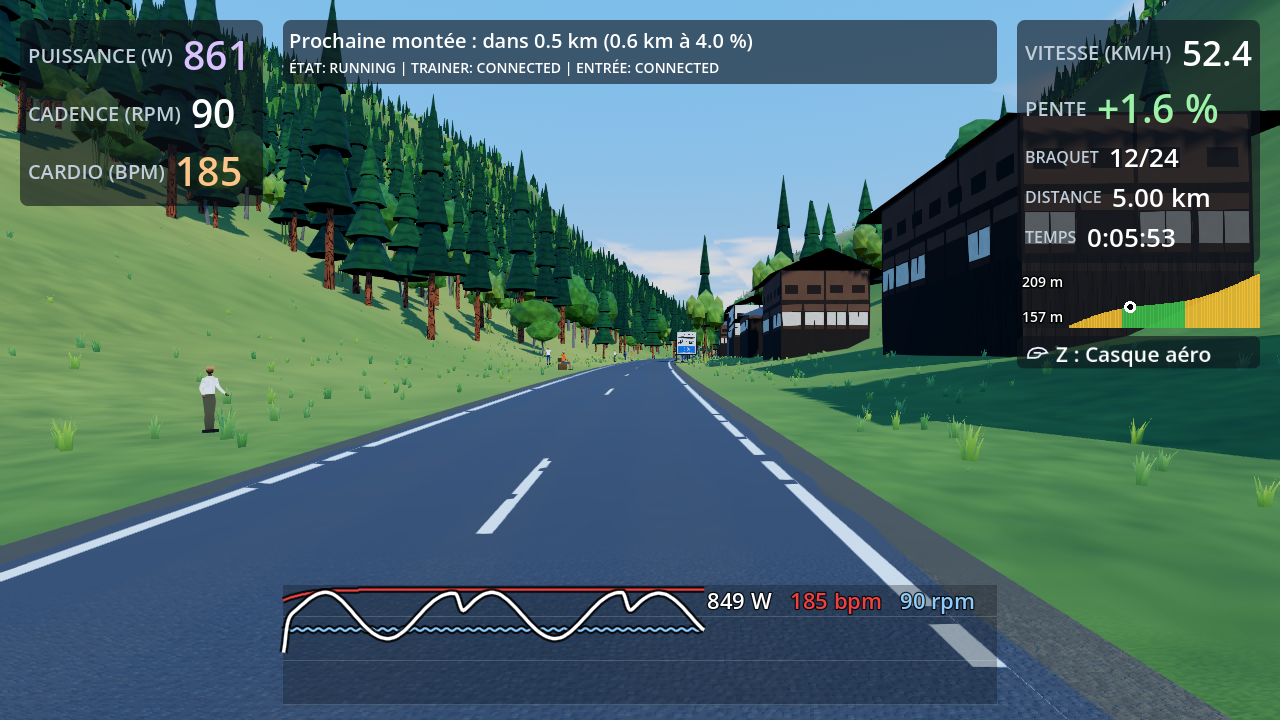 PUISSANCE (W) 861
CADENCE (RPM) 90
CARDIO (BPM) 185
Prochaine montée : dans 0.5 km (0.6 km à 4.0 %)
ÉTAT: RUNNING | TRAINER: CONNECTED | ENTRÉE: CONNECTED
VITESSE (KM/H) 52.4
PENTE +1.6 %
BRAQUET 12/24
DISTANCE 5.00 km
TEMPS 0:05:53
209 m
157 m
Z : Casque aéro
849 W 185 bpm 90 rpm